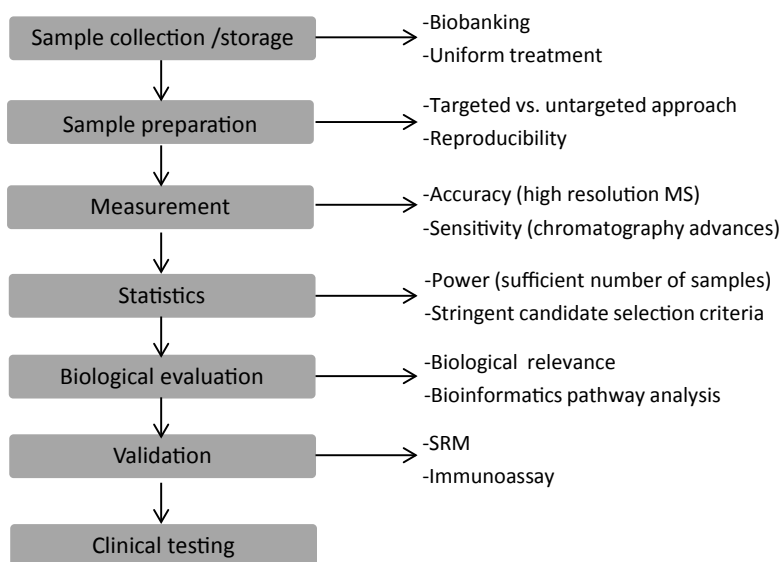 Sample collection /storage
-Biobanking
-Uniform treatment
Sample preparation
-Targeted vs. untargeted approach
-Reproducibility
Measurement
-Accuracy (high resolution MS)
-Sensitivity (chromatography advances)
Statistics
-Power (sufficient number of samples)
-Stringent candidate selection criteria
Biological evaluation
-Biological relevance
-Bioinformatics pathway analysis
Validation
-SRM
-Immunoassay
Clinical testing